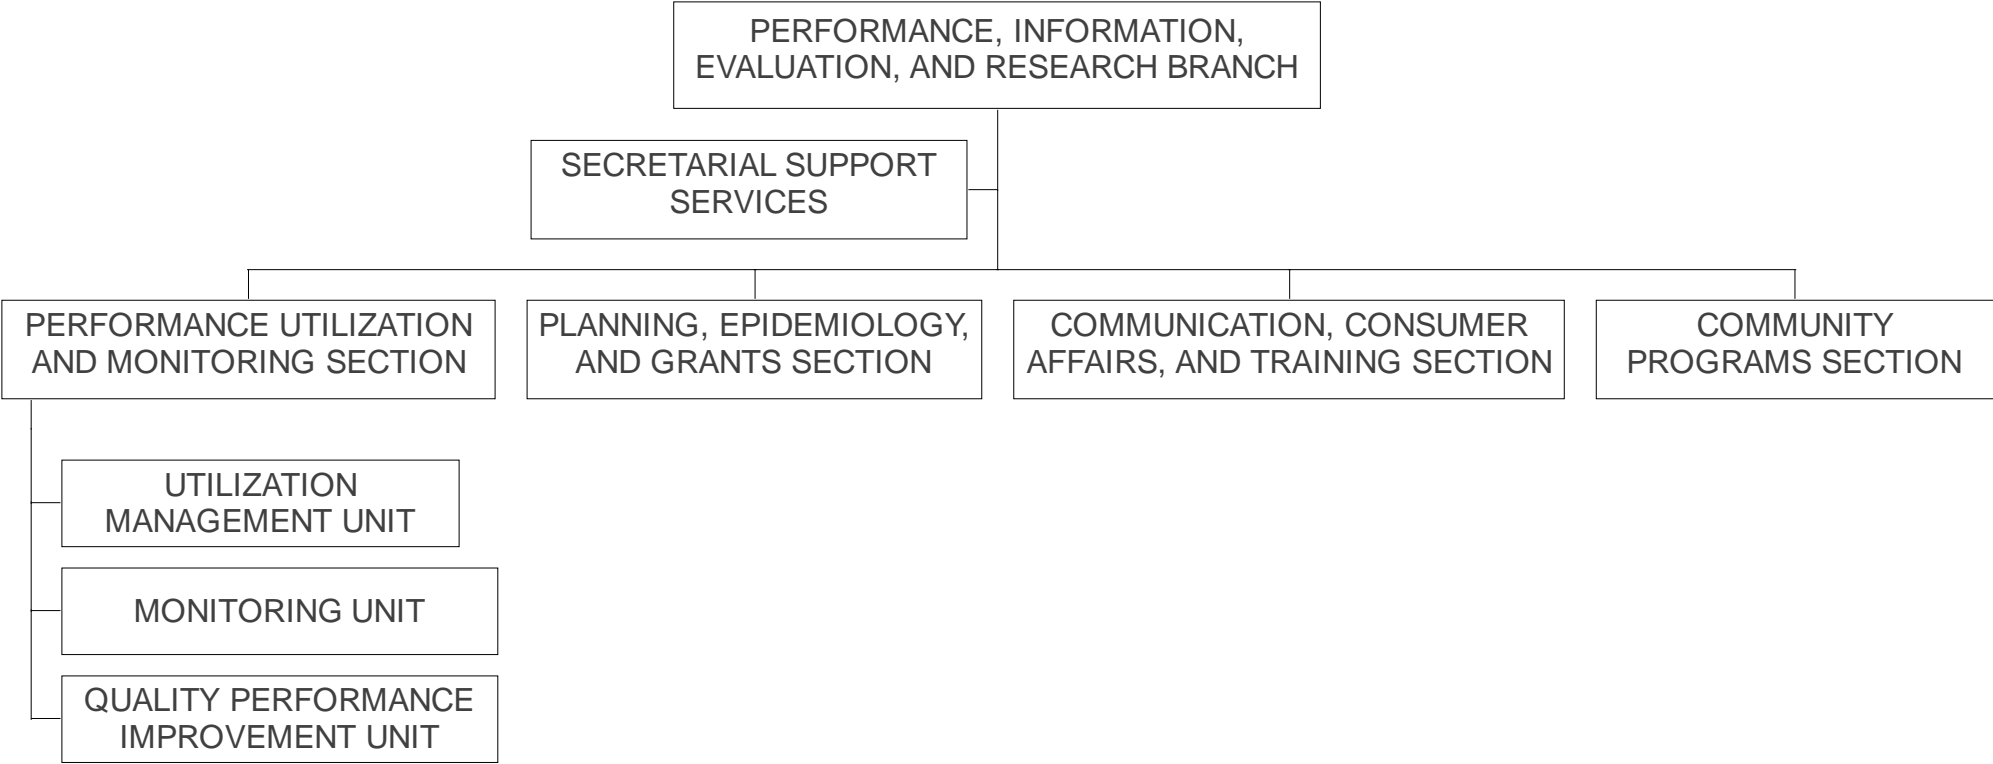 PERFORMANCE, INFORMATION,
EVALUATION, AND RESEARCH BRANCH
SECRETARIAL SUPPORT
SERVICES
PERFORMANCE UTILIZATION
AND MONITORING SECTION
PLANNING, EPIDEMIOLOGY,
AND GRANTS SECTION
COMMUNICATION, CONSUMER
AFFAIRS, AND TRAINING SECTION
COMMUNITY
PROGRAMS SECTION
UTILIZATION
MANAGEMENT UNIT
MONITORING UNIT
QUALITY PERFORMANCE
IMPROVEMENT UNIT